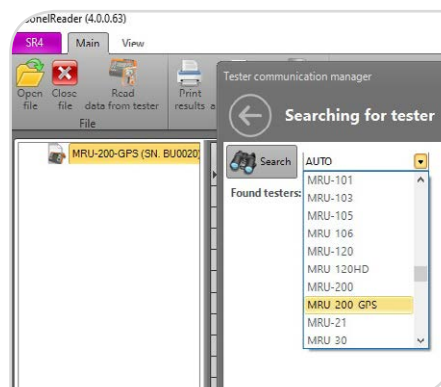 SonelReader (4.0.0.63)
SR4 Main View
Open file
Close file
Read data from tester
Print results
File
MRU-200-GPS (SN. BU0020
Tester communication manager
Searching for tester
Search
AUTO
Found testers:
MRU-101
MRU-103
MRU-105
MRU 106
MRU-120
MRU 120HD
MRU-200
MRU 200 GPS
MRU-21
MRU 30